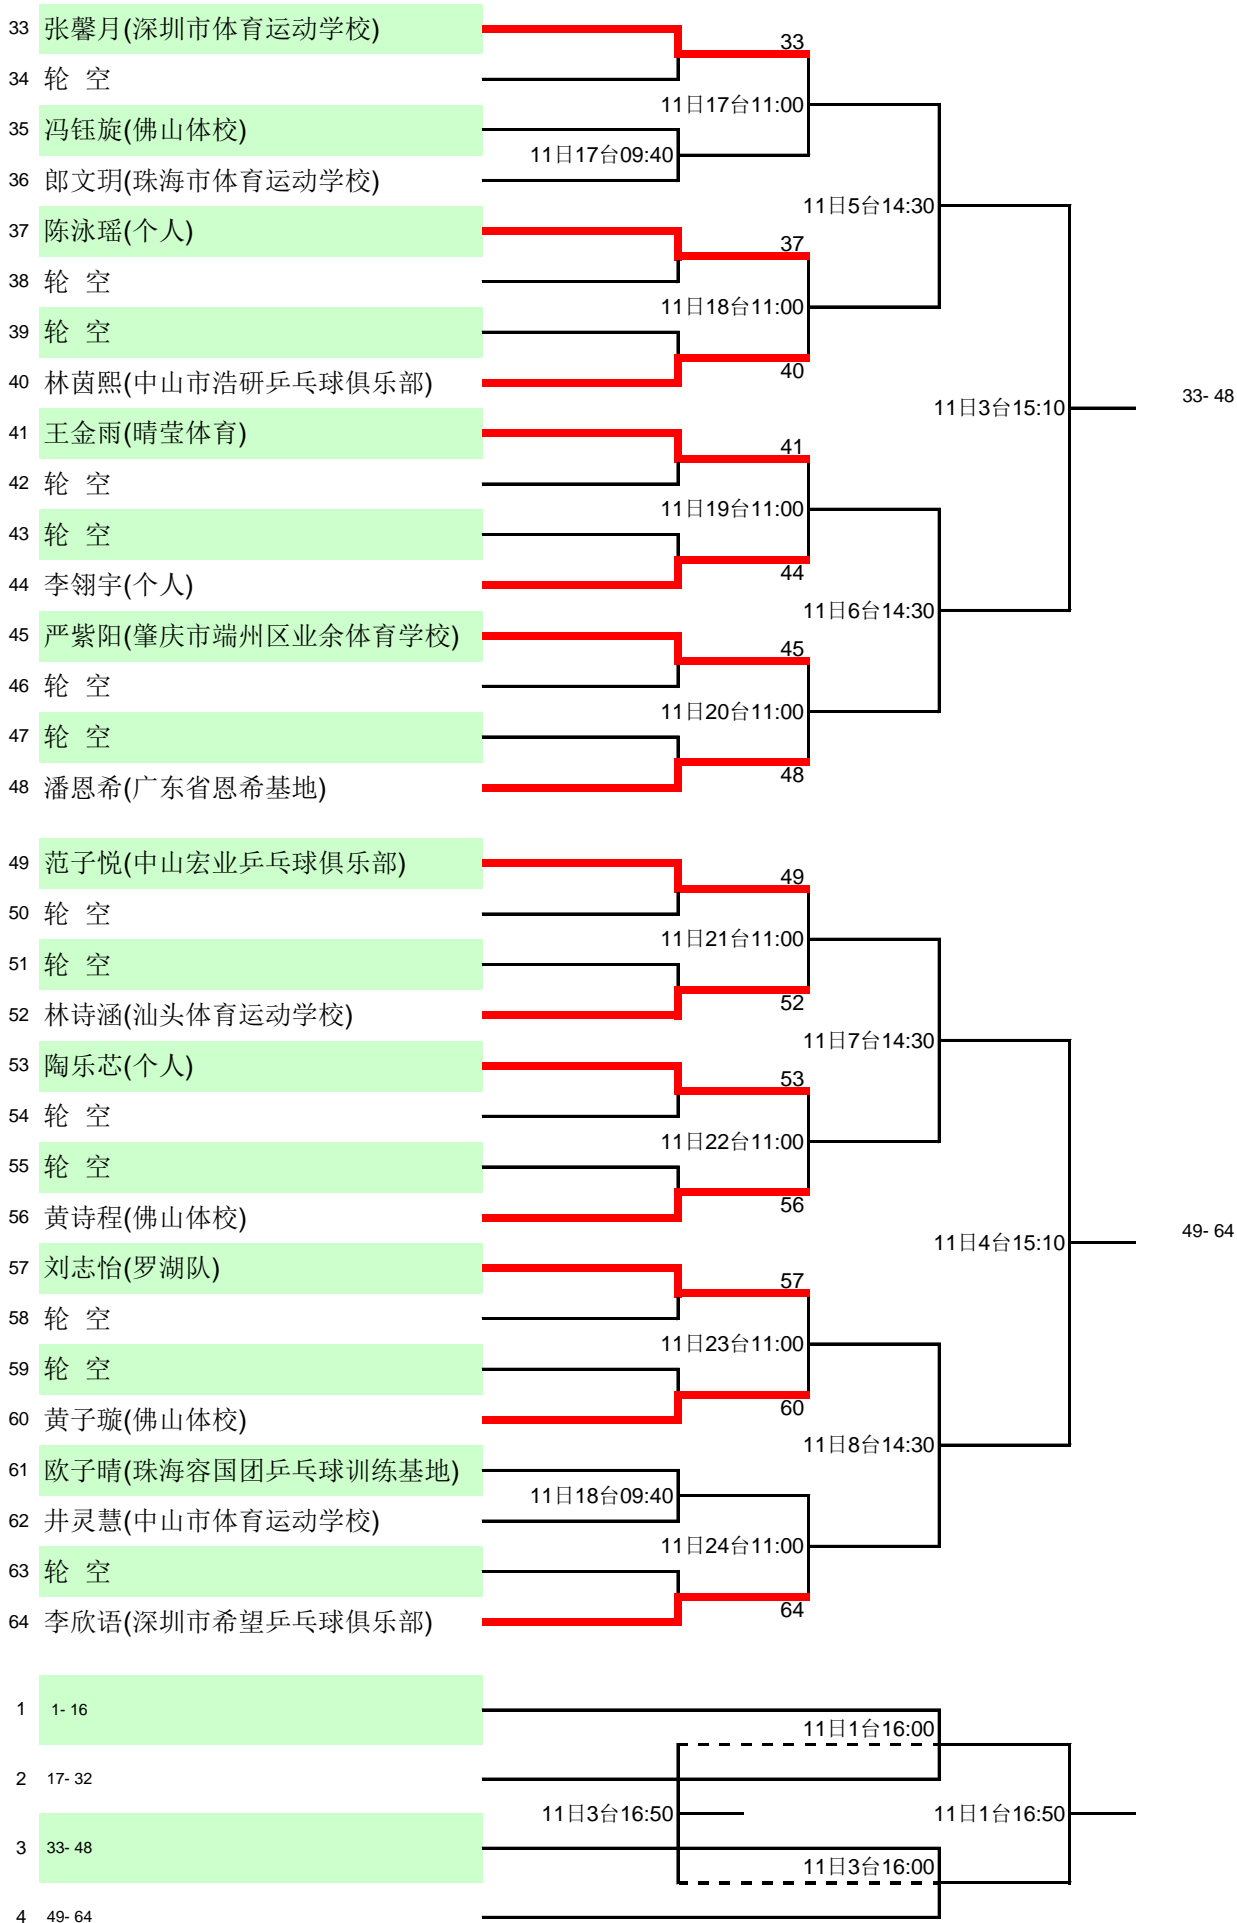 33 张馨月(深圳市体育运动学校)
33
34 轮 空
11日17台11:00
35 冯钰旋(佛山体校)
11日17台09:40
36 郎文玥(珠海市体育运动学校)
11日5台14:30
37 陈泳瑶(个人)
37
38 轮 空
11日18台11:00
39 轮 空
40
40 林茵熙(中山市浩研乒乓球俱乐部)
11日3台15:10
33- 48
41 王金雨(晴莹体育)
41
42 轮 空
11日19台11:00
43 轮 空
44
44 李翎宇(个人)
11日6台14:30
45 严紫阳(肇庆市端州区业余体育学校)
45
46 轮 空
11日20台11:00
47 轮 空
48
48 潘恩希(广东省恩希基地)
49 范子悦(中山宏业乒乓球俱乐部)
49
50 轮 空
11日21台11:00
51 轮 空
52
52 林诗涵(汕头体育运动学校)
11日7台14:30
53 陶乐芯(个人)
53
54 轮 空
11日22台11:00
55 轮 空
56
56 黄诗程(佛山体校)
11日4台15:10
49- 64
57 刘志怡(罗湖队)
57
58 轮 空
11日23台11:00
59 轮 空
60
60 黄子璇(佛山体校)
11日8台14:30
61 欧子晴(珠海容国团乒乓球训练基地)
11日18台09:40
62 井灵慧(中山市体育运动学校)
11日24台11:00
63 轮 空
64
64 李欣语(深圳市希望乒乓球俱乐部)
1 1- 16
11日1台16:00
2 17- 32
11日3台16:50
11日1台16:50
3 33- 48
11日3台16:00
4 49- 64